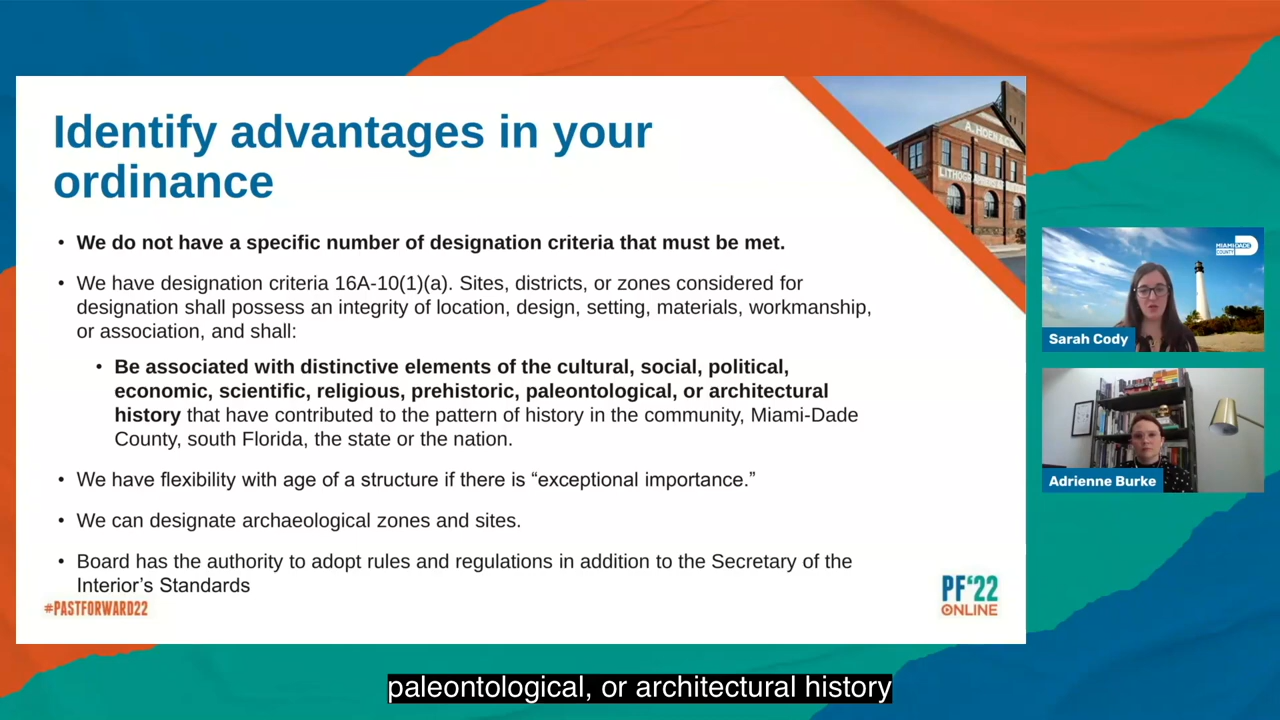 Identify advantages in your
ordinance
• We do not have a specific number of designation criteria that must be met.
• We have designation criteria 16A-10(1)(a). Sites, districts, or zones considered for
designation shall possess an integrity of location, design, setting, materials, workmanship,
or association, and shall:
• Be associated with distinctive elements of the cultural, social, political,
economic, scientific, religious, prehistoric, paleontological, or architectural
history that have contributed to the pattern of history in the community, Miami-Dade
County, south Florida, the state or the nation.
• We have flexibility with age of a structure if there is “exceptional importance.”
• We can designate archaeological zones and sites.
• Board has the authority to adopt rules and regulations in addition to the Secretary of the
Interior’s Standards
#PASTFORWARD22
PF‘22
ONLINE
A. HOEN & CO
MIAMI-DADE
COUNTY
Sarah Cody
Adrienne Burke
paleontological, or architectural history